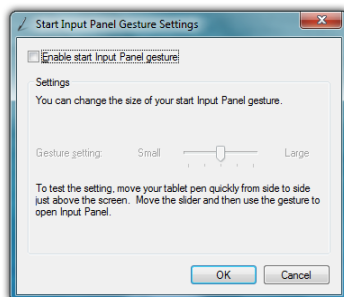 Start Input Panel Gesture Settings
Enable start Input Panel gesture
Settings
You can change the size of your start Input Panel gesture.
Gesture setting: Small Large
To test the setting, move your tablet pen quickly from side to side
just above the screen. Move the slider and then use the gesture to
open Input Panel.
OK Cancel